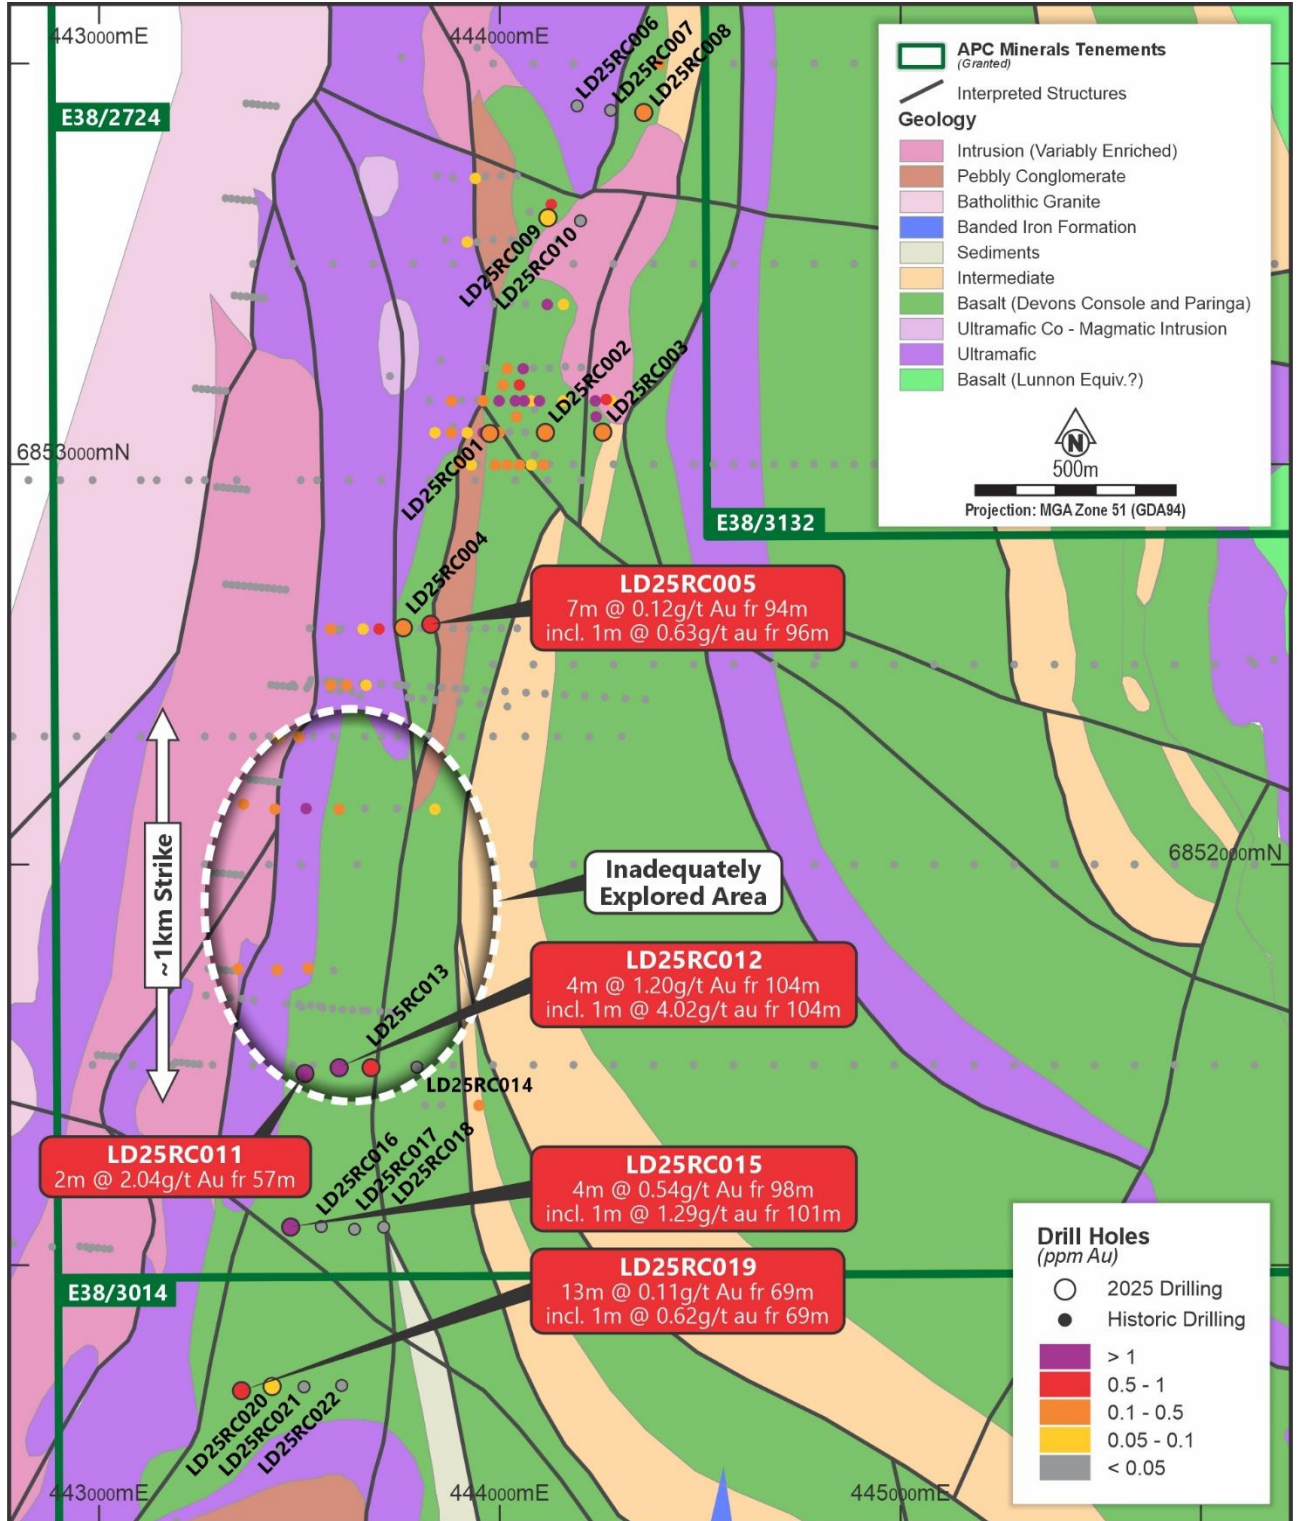 443000mE
444000mE
LD25RC006
LD25RC007
LD25RC008
E38/2724
APC Minerals Tenements
(Granted)
Interpreted Structures
Geology
Intrusion (Variably Enriched)
Pebbly Conglomerate
Batholithic Granite
Banded Iron Formation
Sediments
Intermediate
Basalt (Devons Console and Paringa)
Ultramafic Co - Magmatic Intrusion
Ultramafic
Basalt (Lunnon Equiv.?)
N
500m
Projection: MGA Zone 51 (GDA94)
LD25RC009
LD25RC010
LD25RC002
LD25RC003
6853000mN
LD25RC001
E38/3132
LD25RC004
LD25RC005
7m @ 0.12g/t Au fr 94m
incl. 1m @ 0.63g/t au fr 96m
~1km Strike
Inadequately
Explored Area
6852000mN
LD25RC012
4m @ 1.20g/t Au fr 104m
incl. 1m @ 4.02g/t au fr 104m
LD25RC013
LD25RC014
LD25RC011
2m @ 2.04g/t Au fr 57m
LD25RC016
LD25RC017
LD25RC018
LD25RC015
4m @ 0.54g/t Au fr 98m
incl. 1m @ 1.29g/t au fr 101m
E38/3014
LD25RC019
13m @ 0.11g/t Au fr 69m
incl. 1m @ 0.62g/t au fr 69m
LD25RC020
LD25RC021
LD25RC022
Drill Holes
(ppm Au)
2025 Drilling
Historic Drilling
> 1
0.5 - 1
0.1 - 0.5
0.05 - 0.1
< 0.05
443000mE
444000mE
445000mE